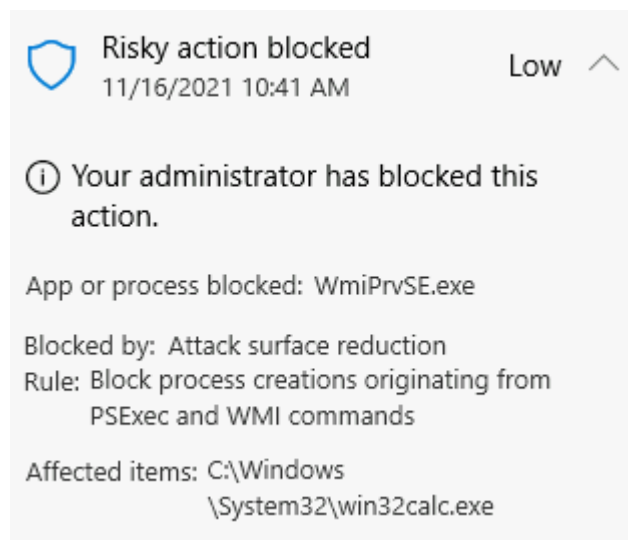 Risky action blocked
Low
11/16/2021 10:41 AM
Your administrator has blocked this
action.
App or process blocked: WmiPrvSE.exe
Blocked by: Attack surface reduction
Rule: Block process creations originating from
PSExec and WMI commands
Affected items: C:\Windows
\System32\win32calc.exe